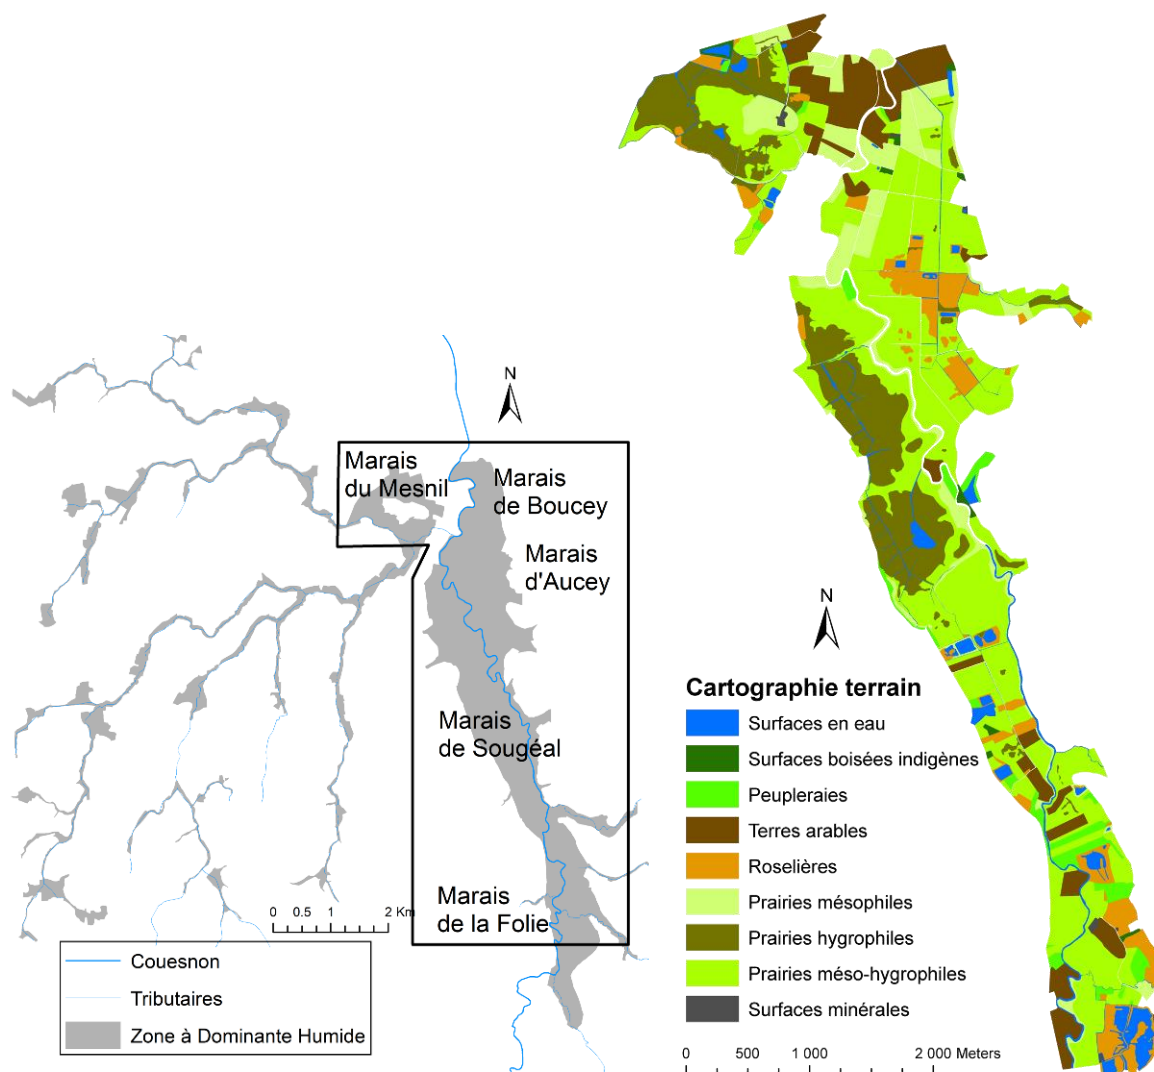 N
Marais
du Mesnil
Marais
de Boucey
Marais
d'Aucey
Marais
de Sougéal
Marais
de la Folie
0 0.5 1 2 Km
Couesnon
Tributaires
Zone à Dominante Humide
N
Cartographie terrain
Surfaces en eau
Surfaces boisées indigènes
Peupleraies
Terres arables
Roselières
Prairies mésophiles
Prairies hygrophiles
Prairies méso-hygrophiles
Surfaces minérales
0 500 1 000 2 000 Meters